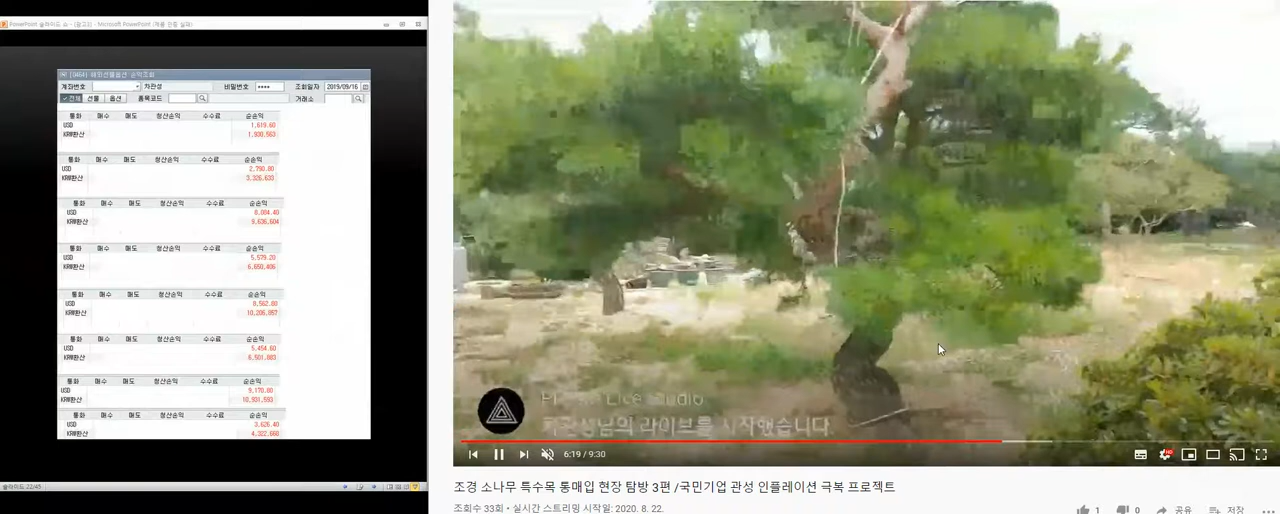 PowerPoint 슬라이드 쇼 - [광고2] - Microsoft PowerPoint (제품 인증 실패)
[0464] 해외선물옵션 손익조회
계좌번호 차관성 비밀번호 **** 조회일자 2019/09/16
전체 선물 옵션 종목코드 거래소
통화 매수 매도 청산손익 수수료 순손익
USD 1,619.60
KRW환산 1,930,563
통화 매수 매도 청산손익 수수료 순손익
USD 2,790.80
KRW환산 3,326,633
통화 매수 매도 청산손익 수수료 순손익
USD 8,084.40
KRW환산 9,636,604
통화 매수 매도 청산손익 수수료 순손익
USD 5,579.20
KRW환산 6,650,406
통화 매수 매도 청산손익 수수료 순손익
USD 8,562.80
KRW환산 10,206,857
통화 매수 매도 청산손익 수수료 순손익
USD 5,454.60
KRW환산 6,501,883
통화 매수 매도 청산손익 수수료 순손익
USD 9,170.80
KRW환산 10,931,593
통화 매수 매도 청산손익 수수료 순손익
USD 3,626.40
KRW환산 4,322,668
슬라이드 22/45
Live Studio
라이브를 시작했습니다.
6:19 / 9:30
HD
조경 소나무 특수목 통매입 현장 탐방 3편 /국민기업 관성 인플레이션 극복 프로젝트
조회수 33회 • 실시간 스트리밍 시작일: 2020. 8. 22.
1 0 공유 저장